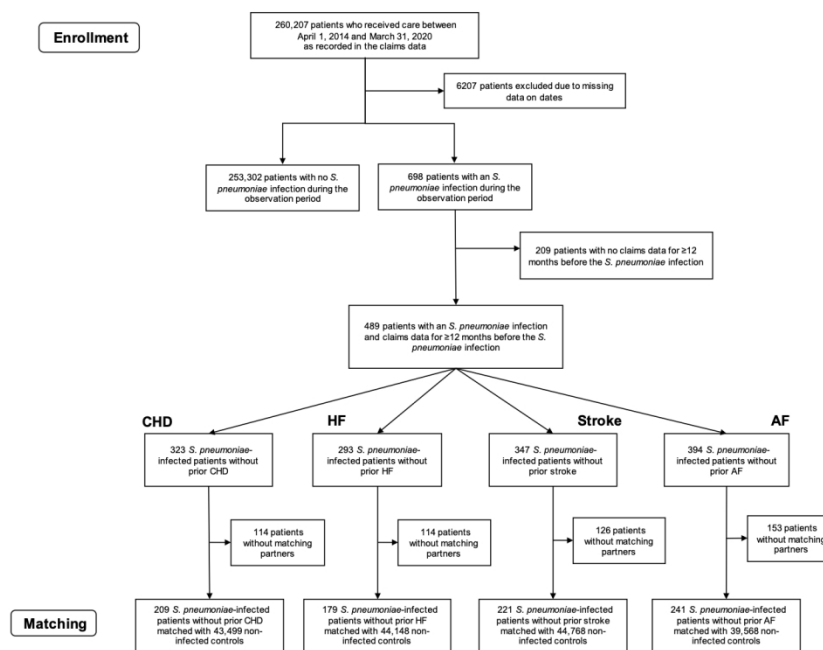 Enrollment
260,207 patients who received care between
April 1, 2014 and March 31, 2020
as recorded in the claims data
6207 patients excluded due to missing
data on dates
253,302 patients with no S.
pneumoniae infection during the
observation period
698 patients with an S.
pneumoniae infection during the
observation period
209 patients with no claims data for ≥12
months before the S. pneumoniae infection
489 patients with an S. pneumoniae infection
and claims data for ≥12 months before the S.
pneumoniae infection
CHD
HF
Stroke
AF
323 S. pneumoniae-
infected patients without
prior CHD
293 S. pneumoniae-
infected patients without
prior HF
347 S. pneumoniae-
infected patients without
prior stroke
394 S. pneumoniae-
infected patients without
prior AF
114 patients
without matching
partners
114 patients
without matching
partners
126 patients
without matching
partners
153 patients
without matching
partners
Matching
209 S. pneumoniae-infected
patients without prior CHD
matched with 43,499 non-
infected controls
179 S. pneumoniae-infected
patients without prior HF
matched with 44,148 non-
infected controls
221 S. pneumoniae-infected
patients without prior stroke
matched with 44,768 non-
infected controls
241 S. pneumoniae-infected
patients without prior AF
matched with 39,568 non-
infected controls